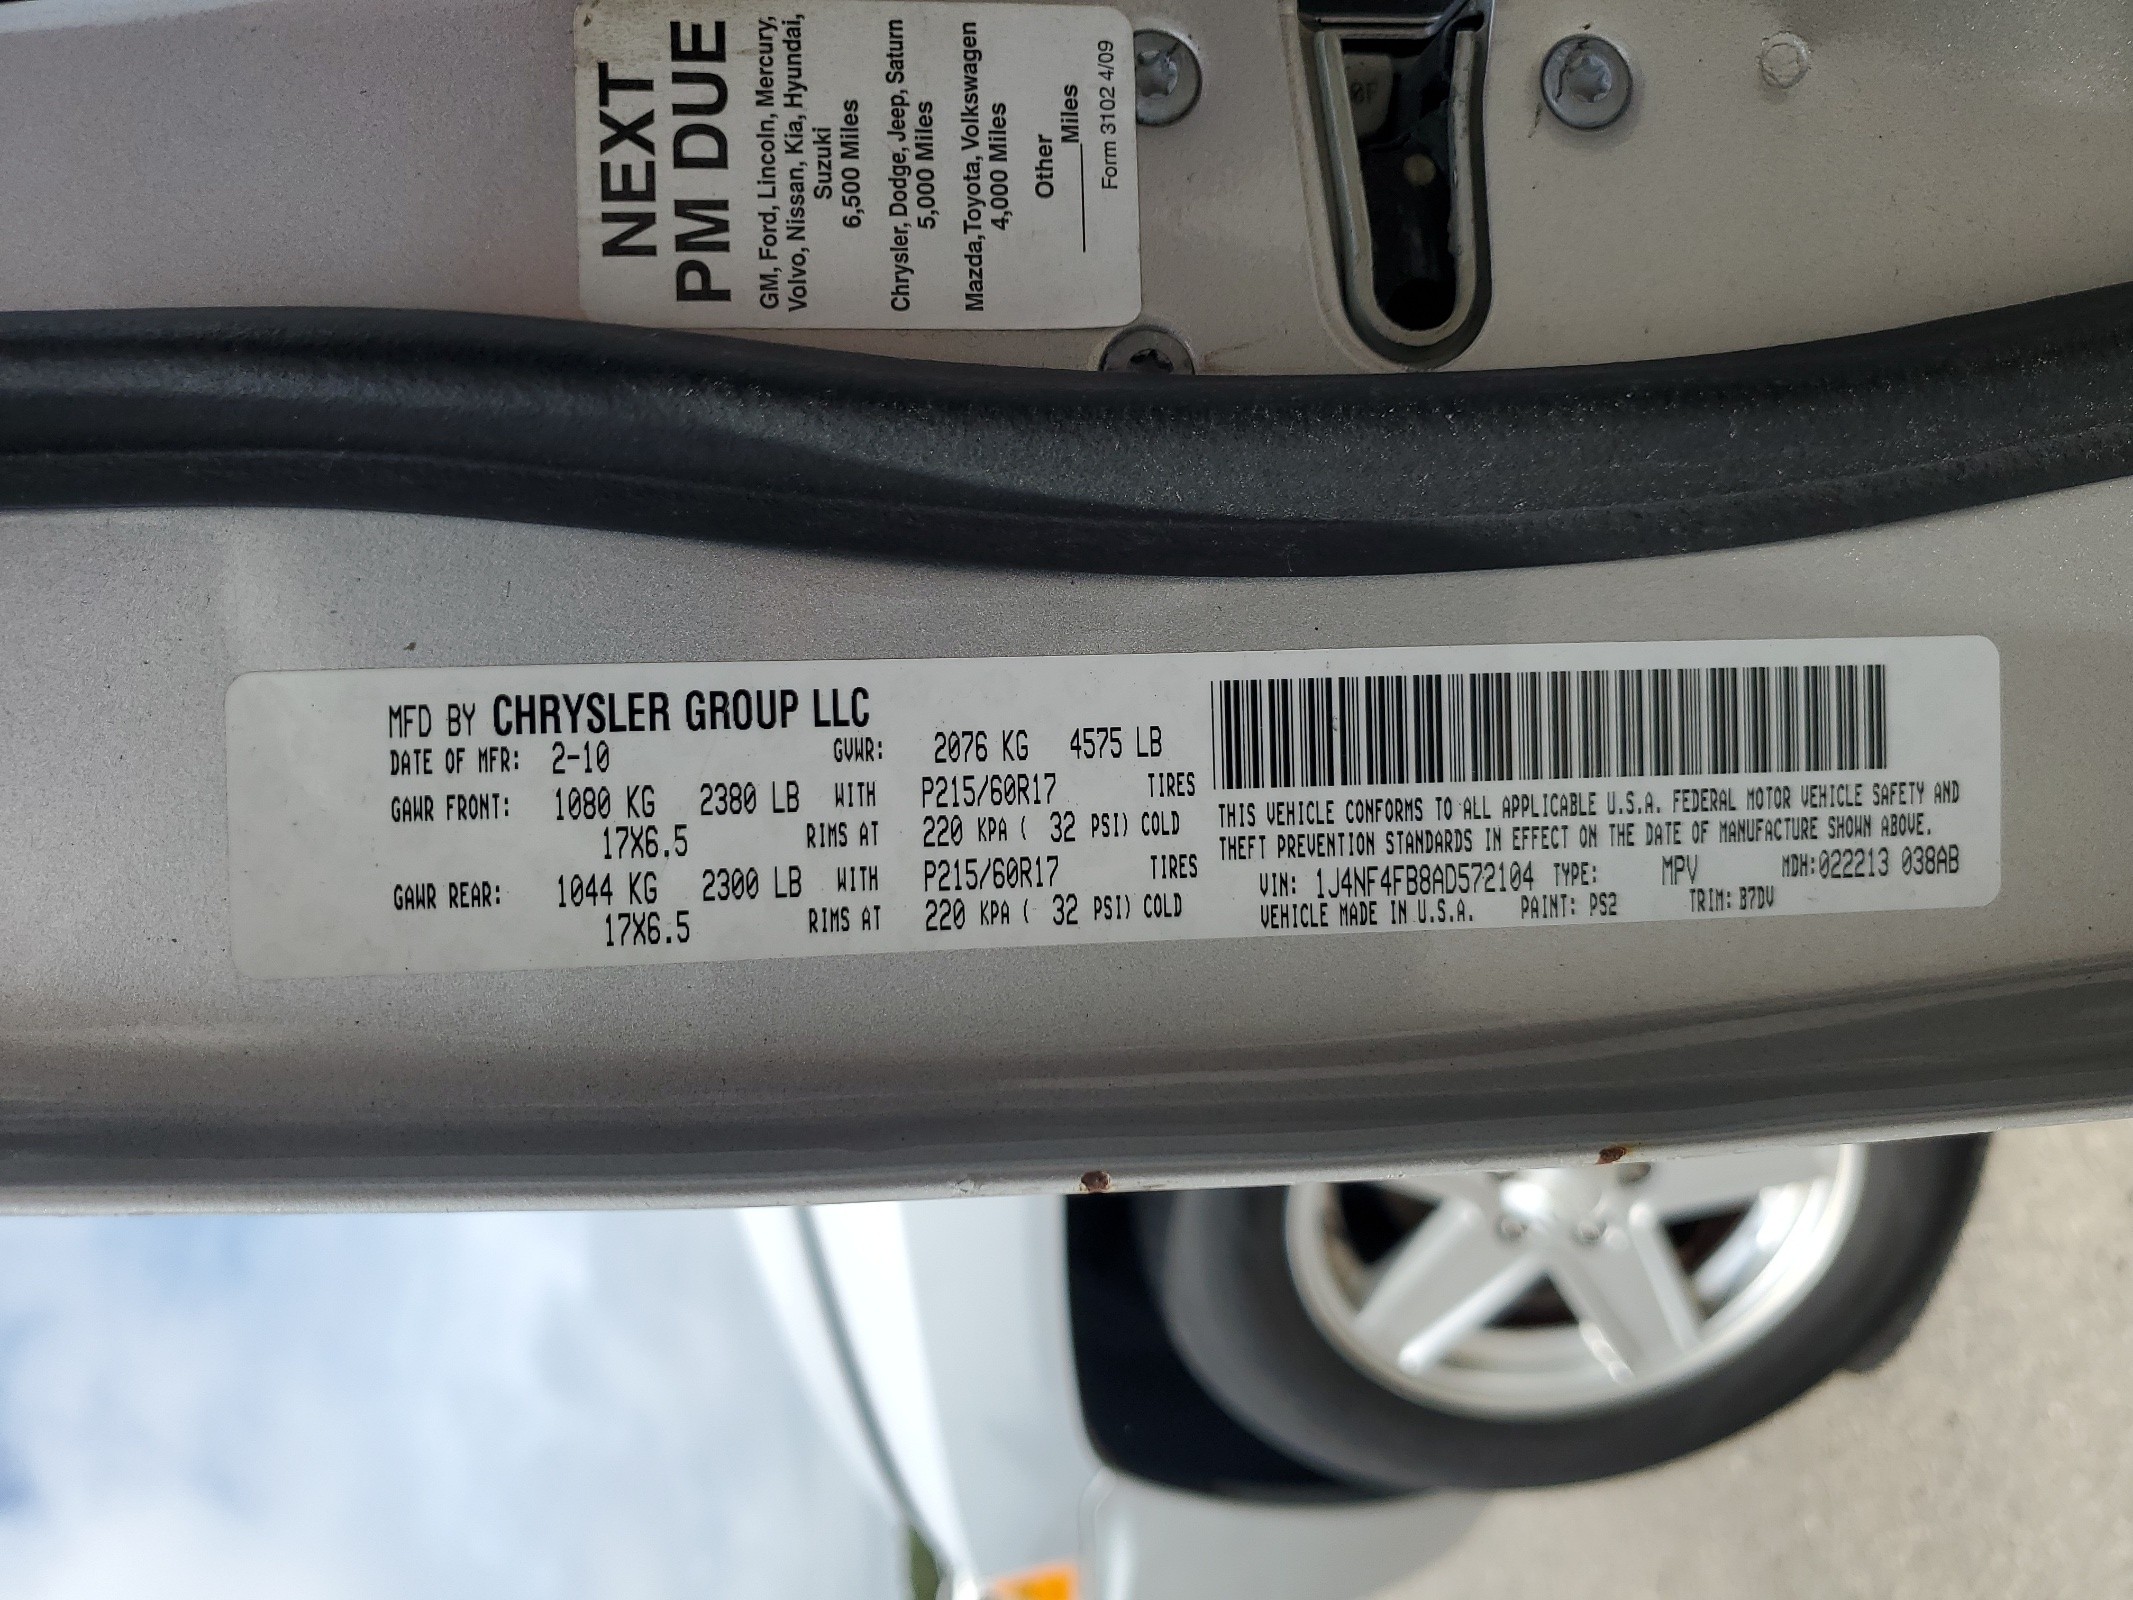 NEXT
PM DUE
GM, Ford, Lincoln, Mercury,
Volvo, Nissan, Kia, Hyundai,
Suzuki
6,500 Miles
Chrysler, Dodge, Jeep, Saturn
5,000 Miles
Mazda, Toyota, Volkswagen
4,000 Miles
Other
______Miles
Form 3102 4/09
MFD BY CHRYSLER GROUP LLC
DATE OF MFR: 2-10 GVWR: 2076 KG 4575 LB
GAWR FRONT: 1080 KG 2380 LB WITH P215/60R17 TIRES
17X6.5 RIMS AT 220 KPA ( 32 PSI) COLD
GAWR REAR: 1044 KG 2300 LB WITH P215/60R17 TIRES
17X6.5 RIMS AT 220 KPA ( 32 PSI) COLD
THIS VEHICLE CONFORMS TO ALL APPLICABLE U.S.A. FEDERAL MOTOR VEHICLE SAFETY AND
THEFT PREVENTION STANDARDS IN EFFECT ON THE DATE OF MANUFACTURE SHOWN ABOVE.
VIN: 1J4NF4FB8AD572104 TYPE: MPV MDH:022213 038AB
VEHICLE MADE IN U.S.A. PAINT: PS2 TRIM: B7DV